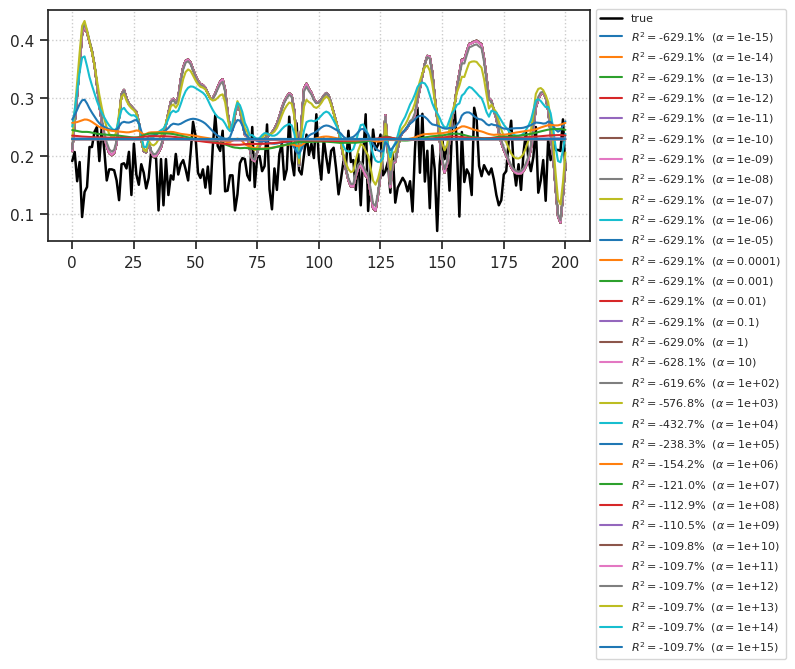 0.4
0.3
0.2
0.1
0 25 50 75 100 125 150 175 200
true
R² = -629.1% (α = 1e-15)
R² = -629.1% (α = 1e-14)
R² = -629.1% (α = 1e-13)
R² = -629.1% (α = 1e-12)
R² = -629.1% (α = 1e-11)
R² = -629.1% (α = 1e-10)
R² = -629.1% (α = 1e-09)
R² = -629.1% (α = 1e-08)
R² = -629.1% (α = 1e-07)
R² = -629.1% (α = 1e-06)
R² = -629.1% (α = 1e-05)
R² = -629.1% (α = 0.0001)
R² = -629.1% (α = 0.001)
R² = -629.1% (α = 0.01)
R² = -629.1% (α = 0.1)
R² = -629.0% (α = 1)
R² = -628.1% (α = 10)
R² = -619.6% (α = 1e+02)
R² = -576.8% (α = 1e+03)
R² = -432.7% (α = 1e+04)
R² = -238.3% (α = 1e+05)
R² = -154.2% (α = 1e+06)
R² = -121.0% (α = 1e+07)
R² = -112.9% (α = 1e+08)
R² = -110.5% (α = 1e+09)
R² = -109.8% (α = 1e+10)
R² = -109.7% (α = 1e+11)
R² = -109.7% (α = 1e+12)
R² = -109.7% (α = 1e+13)
R² = -109.7% (α = 1e+14)
R² = -109.7% (α = 1e+15)